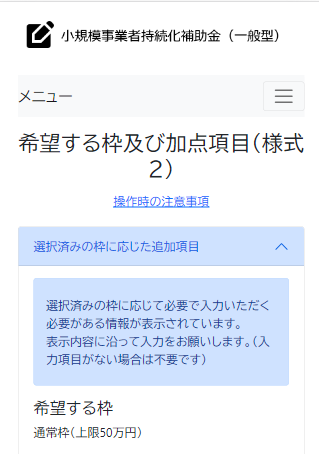 小規模事業者持続化補助金（一般型）
メニュー
希望する枠及び加点項目（様式
２）
操作時の注意事項
選択済みの枠に応じた追加項目
選択済みの枠に応じて必要で入力いただく
必要がある情報が表示されています。
表示内容に沿って入力をお願いします。（入
力項目がない場合は不要です）
希望する枠
通常枠（上限50万円）